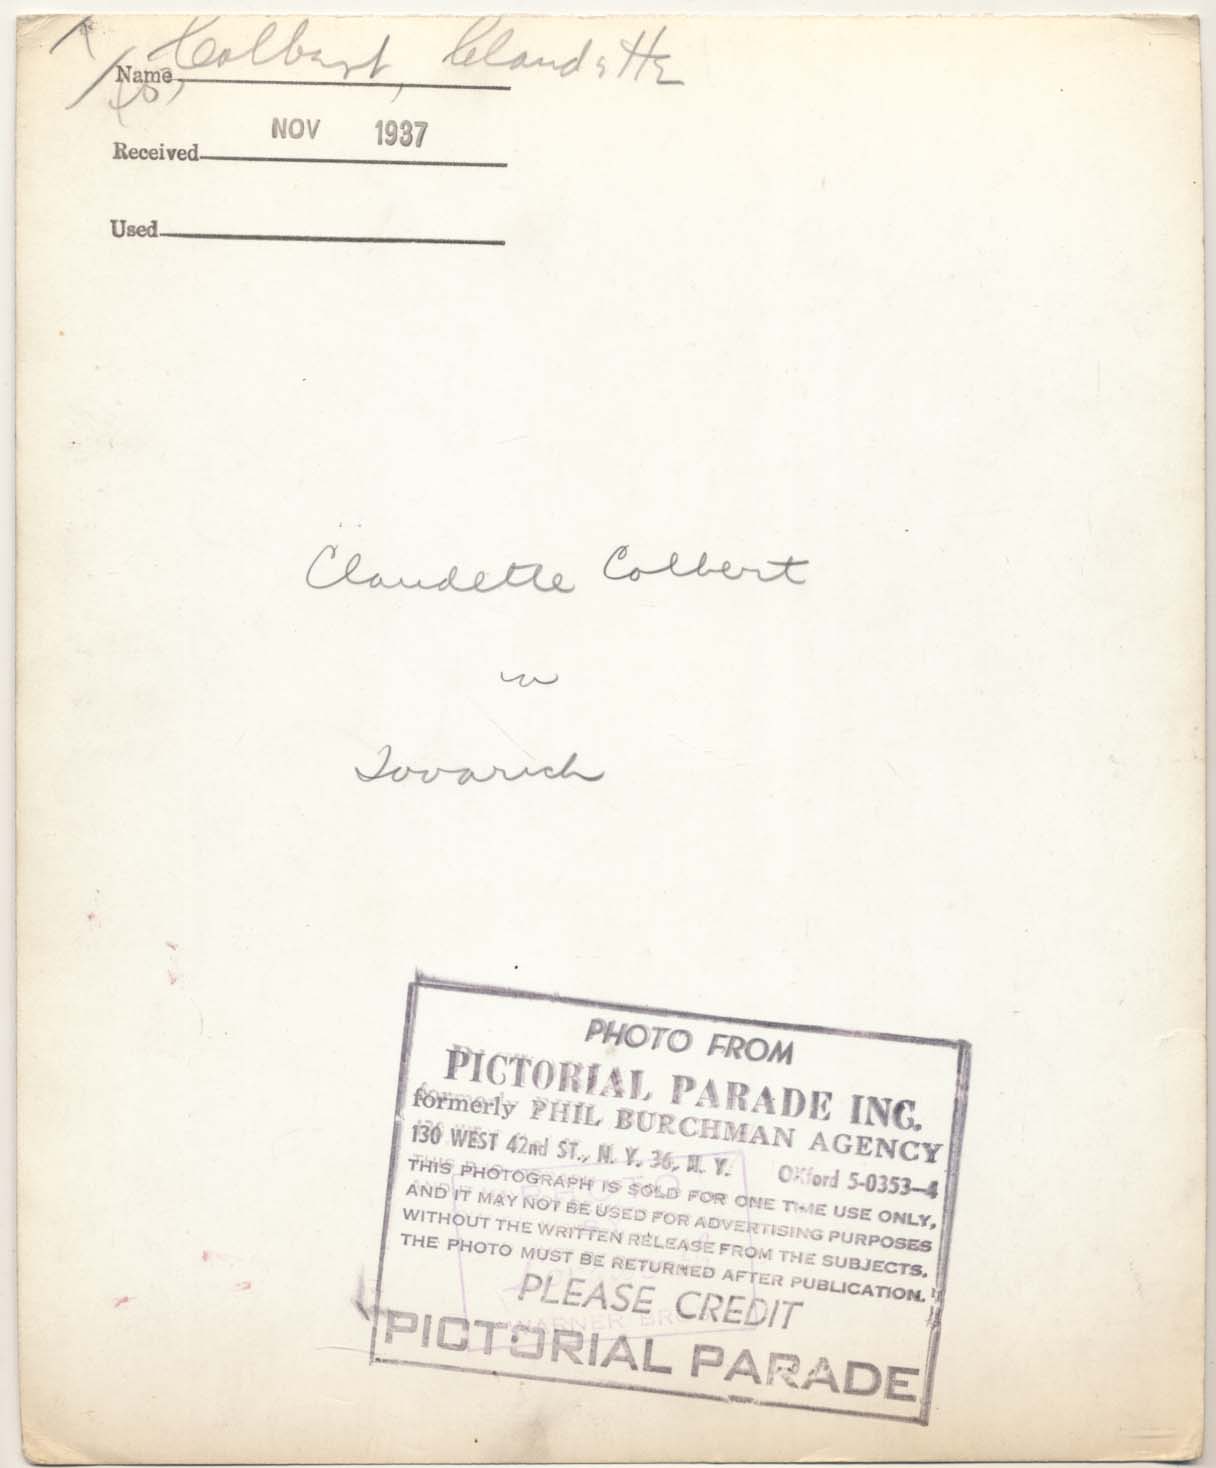 Colbert, Claudette
Name
NOV 1937
Received
Used
Claudette Colbert
in
Tovarich
PHOTO FROM
PICTORIAL PARADE INC.
formerly PHIL BURCHMAN AGENCY
130 WEST 42nd ST., N. Y. 36, N. Y. OXford 5-0353-4
THIS PHOTOGRAPH IS SOLD FOR ONE TIME USE ONLY,
AND IT MAY NOT BE USED FOR ADVERTISING PURPOSES
WITHOUT THE WRITTEN RELEASE FROM THE SUBJECTS.
THE PHOTO MUST BE RETURNED AFTER PUBLICATION.
PLEASE CREDIT
WARNER BROS
PICTORIAL PARADE